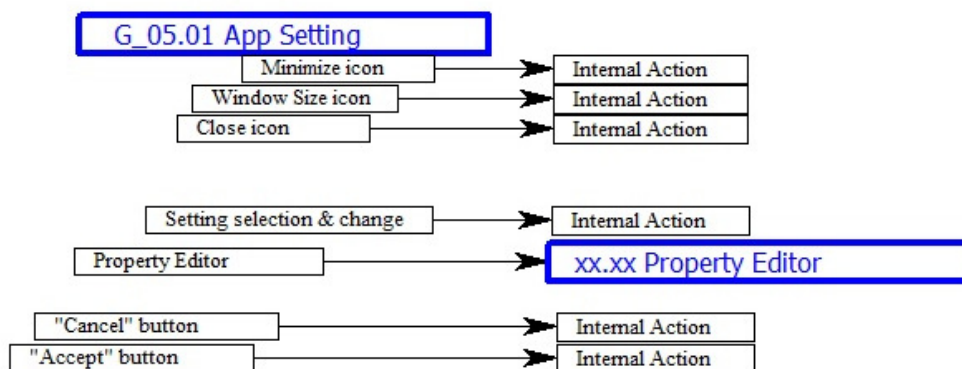 G_05.01 App Setting
Minimize icon Internal Action
Window Size icon Internal Action
Close icon Internal Action
Setting selection & change Internal Action
Property Editor xx.xx Property Editor
"Cancel" button Internal Action
"Accept" button Internal Action